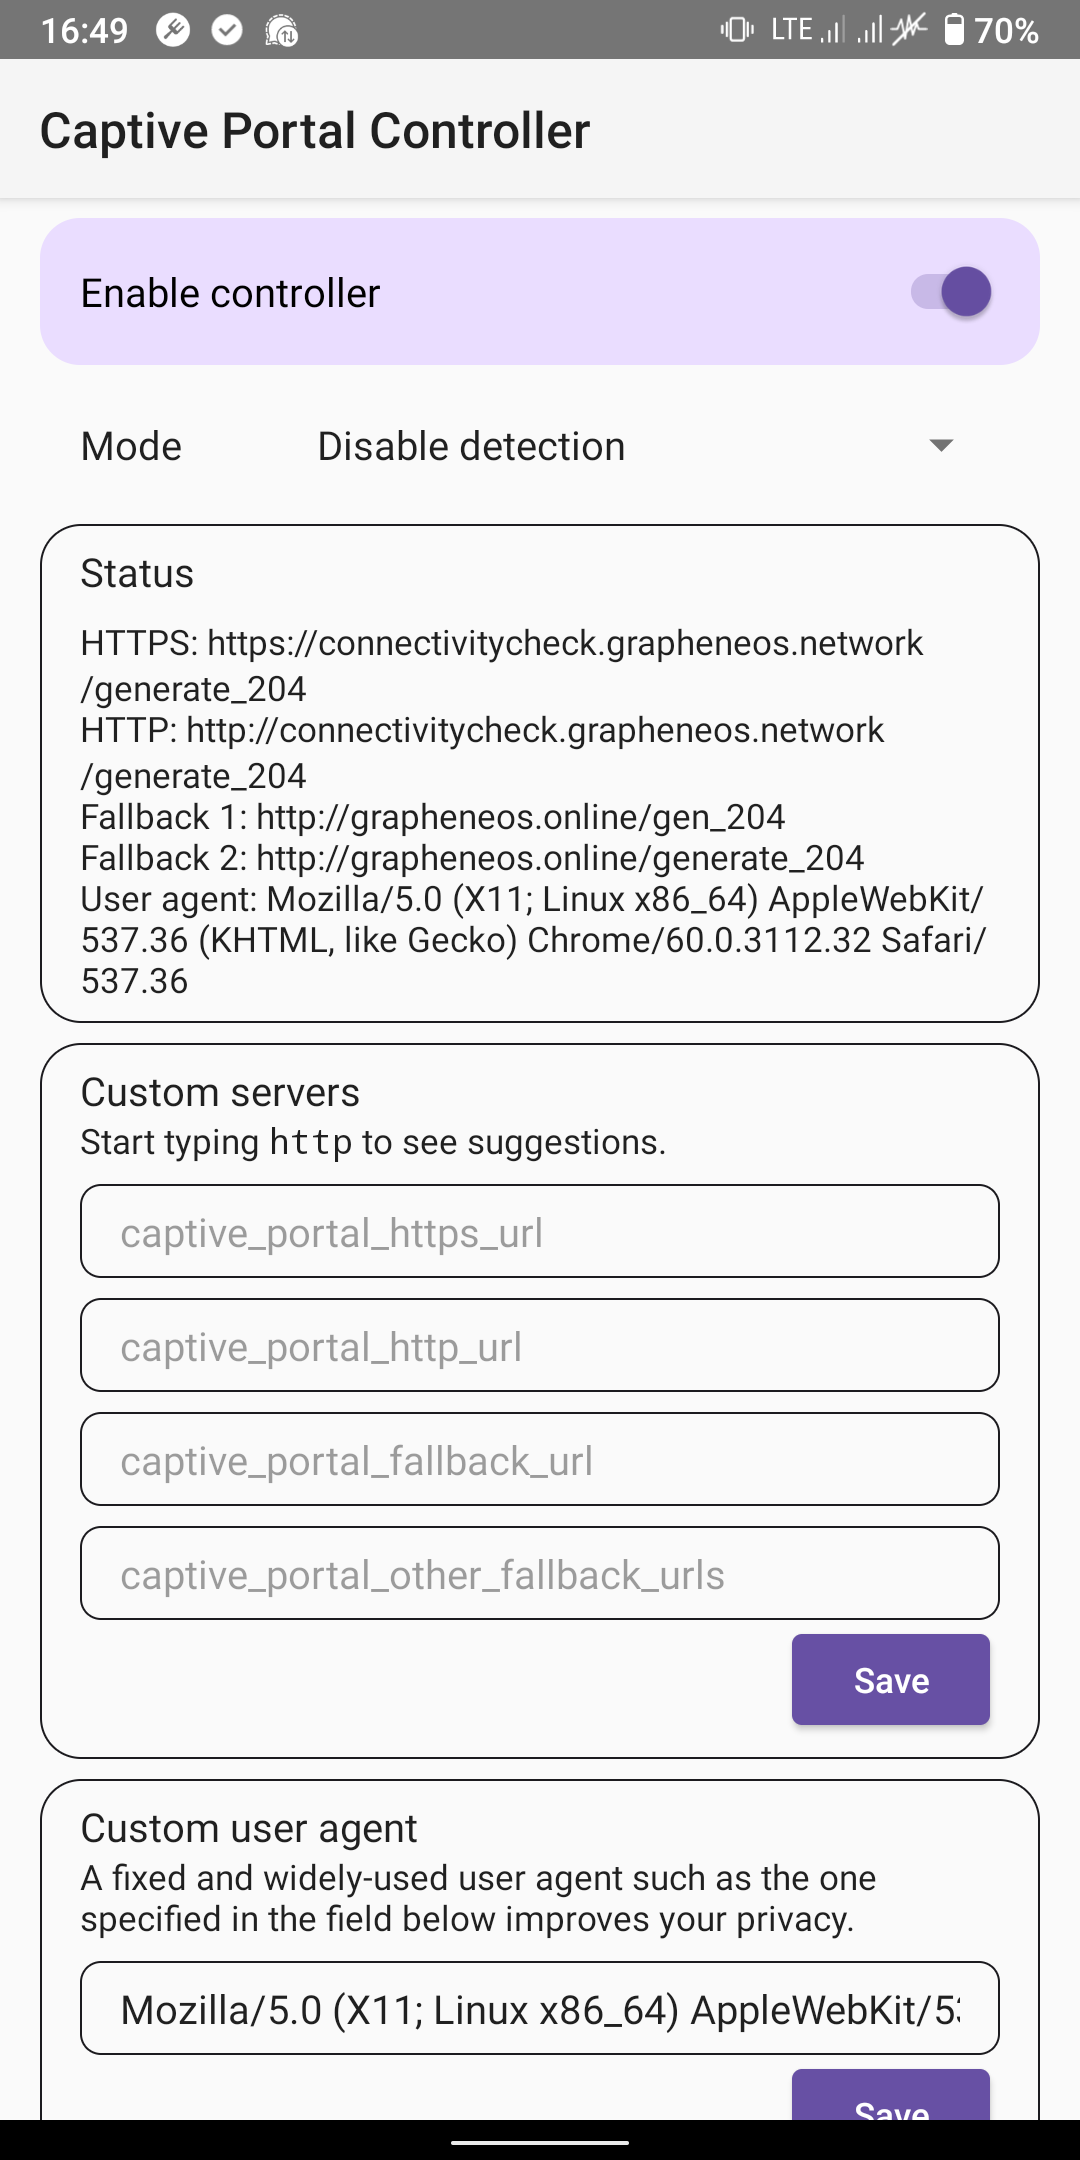 16:49
LTE
70%
Captive Portal Controller
Enable controller
Mode
Disable detection
Status
HTTPS: https://connectivitycheck.grapheneos.network
/generate_204
HTTP: http://connectivitycheck.grapheneos.network
/generate_204
Fallback 1: http://grapheneos.online/gen_204
Fallback 2: http://grapheneos.online/generate_204
User agent: Mozilla/5.0 (X11; Linux x86_64) AppleWebKit/
537.36 (KHTML, like Gecko) Chrome/60.0.3112.32 Safari/
537.36
Custom servers
Start typing http to see suggestions.
captive_portal_https_url
captive_portal_http_url
captive_portal_fallback_url
captive_portal_other_fallback_urls
Save
Custom user agent
A fixed and widely-used user agent such as the one
specified in the field below improves your privacy.
Mozilla/5.0 (X11; Linux x86_64) AppleWebKit/53
Save